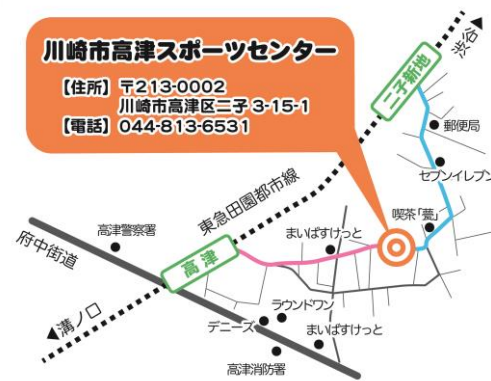 川崎市高津スポーツセンター
【住所】〒213-0002
川崎市高津区二子 3-15-1
【電話】044-813-6531
渋谷▶
二子新地
郵便局
セブンイレブン
喫茶「薹」
東急田園都市線
まいばすけっと
高津警察署
府中街道
高津
ラウンドワン
デニーズ
まいばすけっと
◀溝ノ口
高津消防署